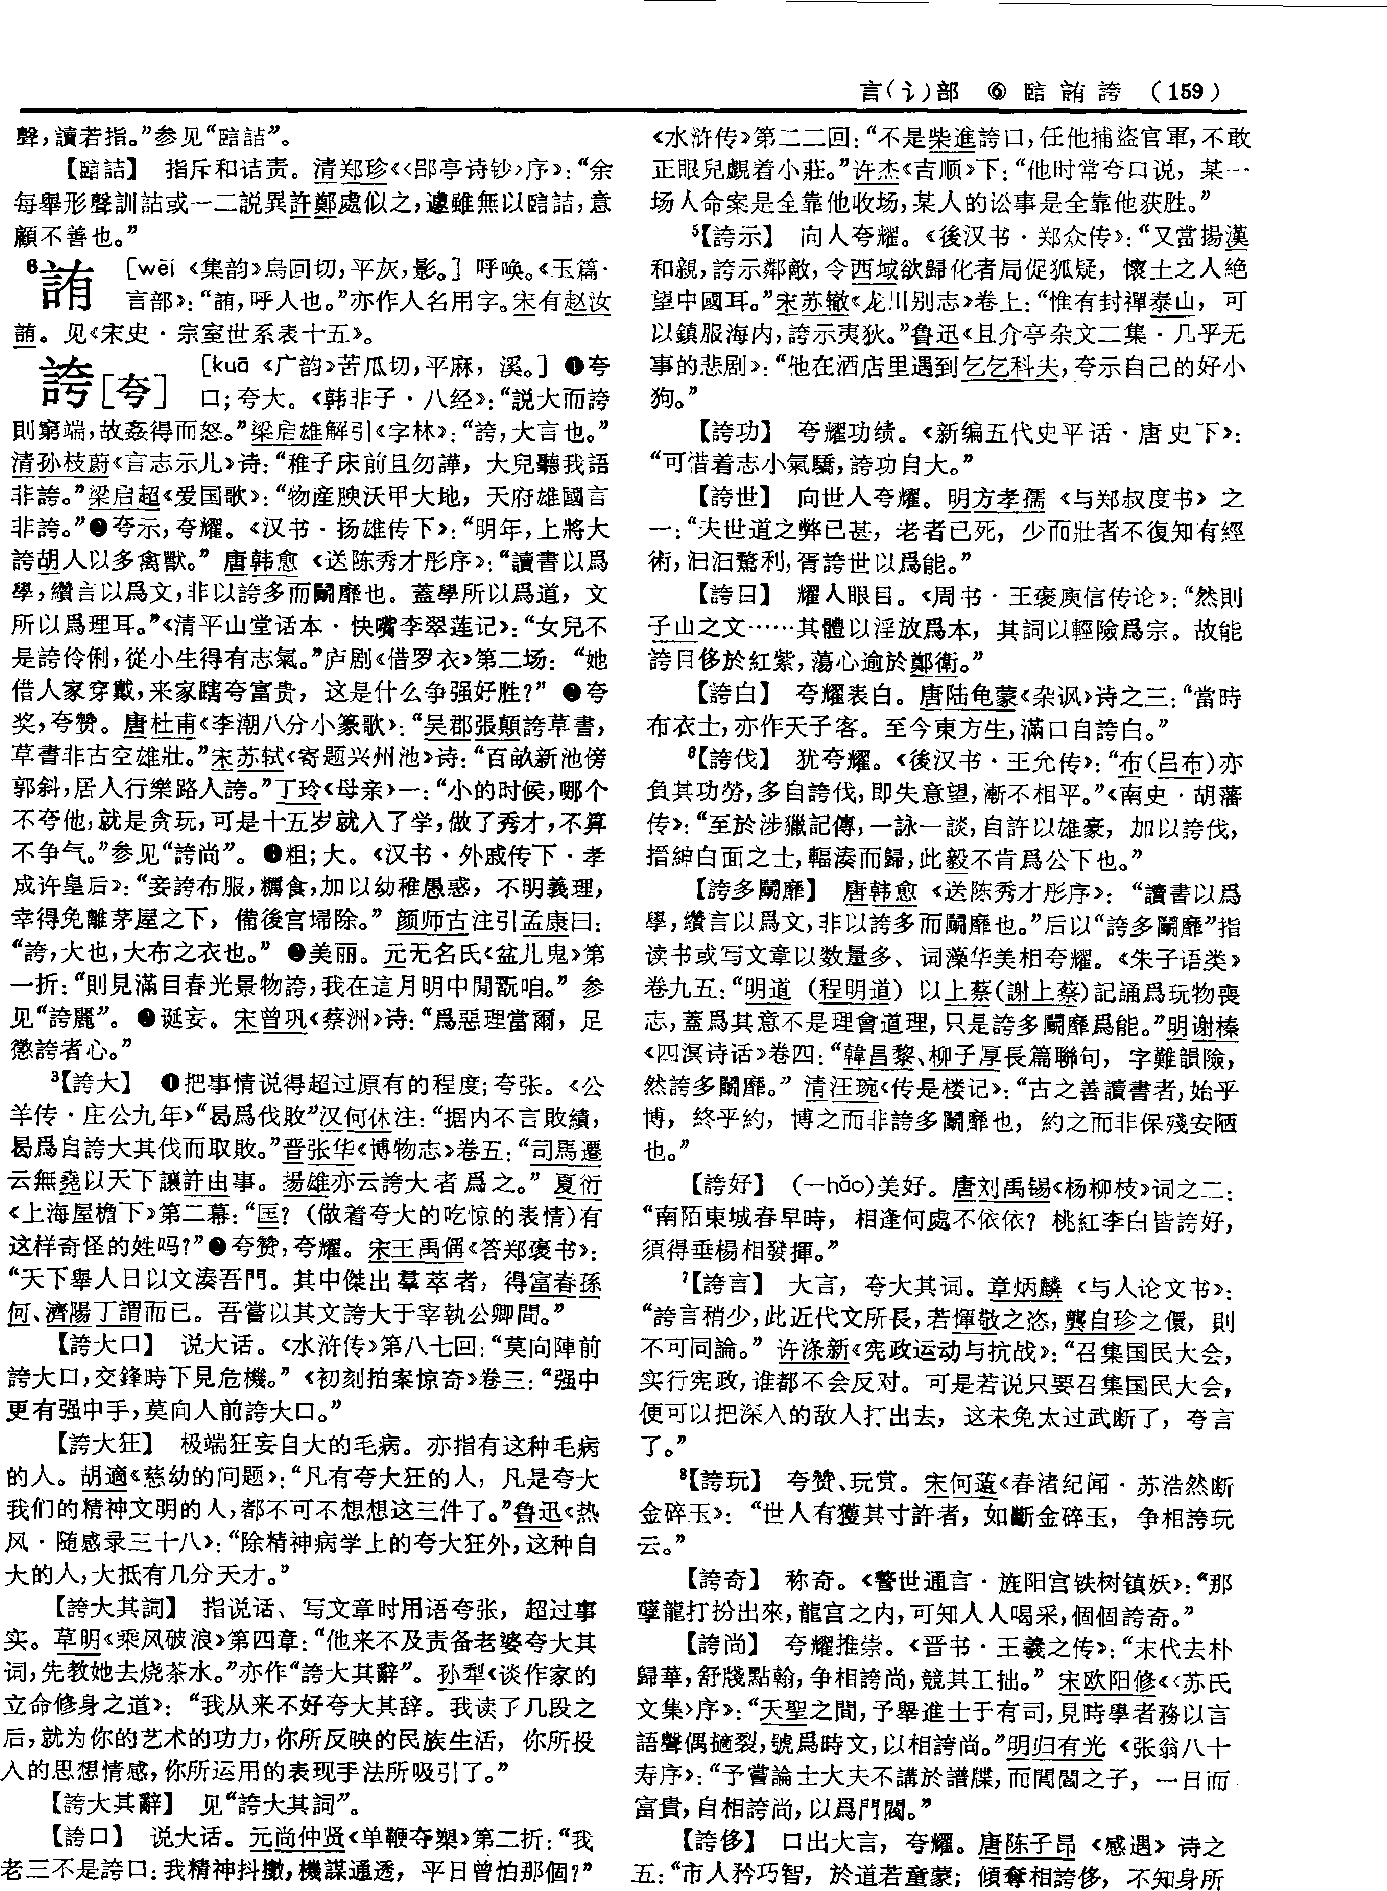 言(讠)部 ⑥ 詣 䛻 誇 (159)
聲，讀若指。”参见“詣詰”。
【詣詰】 指斥和诘责。清郑珍《〈郘亭诗钞〉序》：“余
每舉形聲訓詁或一二説異許鄭處似之，遽雖無以詣詰，意
顧不善也。”
[wěi 《集韵》烏回切，平灰，影。] 呼唤。《玉篇·
言部》：“䛻，呼人也。”亦作人名用字。宋有赵汝
䛻。见《宋史·宗室世系表十五》。
誇[夸] [kuā 《广韵》苦瓜切，平麻，溪。] ❶夸
口；夸大。《韩非子·八经》：“説大而誇
則窮端，故姦得而怒。”梁启雄解引《字林》：“誇，大言也。”
清孙枝蔚《言志示儿》诗：“稚子床前且勿譁，大兒聽我語
非誇。”梁启超《爱国歌》：“物産腴沃甲大地，天府雄國言
非誇。”❷夸示，夸耀。《汉书·扬雄传下》：“明年，上將大
誇胡人以多禽獸。” 唐韩愈《送陈秀才彤序》：“讀書以爲
學，纘言以爲文，非以誇多而鬭靡也。蓋學所以爲道，文
所以爲理耳。”《清平山堂话本·快嘴李翠莲记》：“女兒不
是誇伶俐，從小生得有志氣。”庐剧《借罗衣》第二场：“她
借人家穿戴，来家瞎夸富贵，这是什么争强好胜？” ❸夸
奖，夸赞。唐杜甫《李潮八分小篆歌》：“吴郡張顛誇草書，
草書非古空雄壯。”宋苏轼《寄题兴州池》诗：“百畝新池傍
郭斜，居人行樂路人誇。”丁玲《母亲》一：“小的时候，哪个
不夸他，就是贪玩，可是十五岁就入了学，做了秀才，不算
不争气。”参见“誇尚”。 ❹粗；大。《汉书·外戚传下·孝
成许皇后》：“妾誇布服，糲食，加以幼稚愚惑，不明義理，
幸得免離茅屋之下，備後宫埽除。” 颜师古注引孟康曰：
“誇，大也，大布之衣也。” ❺美丽。元无名氏《盆儿鬼》第
一折：“則見滿目春光景物誇，我在這月明中閒翫咱。” 参
见“誇麗”。 ❻诞妄。宋曾巩《蔡洲》诗：“爲惡理當爾，足
懲誇者心。”
³【誇大】 ❶把事情说得超过原有的程度；夸张。《公
羊传·庄公九年》“曷爲伐敗”汉何休注：“据内不言敗績，
曷爲自誇大其伐而取敗。”晋张华《博物志》卷五：“司馬遷
云無堯以天下讓許由事。揚雄亦云誇大者爲之。” 夏衍
《上海屋檐下》第二幕：“匡？（做着夸大的吃惊的表情）有
这样奇怪的姓吗？”❷夸赞，夸耀。宋王禹偁《答郑褒书》：
“天下舉人日以文湊吾門。其中傑出羣萃者，得富春孫
何、濟陽丁謂而已。吾嘗以其文誇大于宰執公卿間。”
【誇大口】 说大话。《水浒传》第八七回：“莫向陣前
誇大口，交鋒時下見危機。” 《初刻拍案惊奇》卷三：“强中
更有强中手，莫向人前誇大口。”
【誇大狂】 极端狂妄自大的毛病。亦指有这种毛病
的人。胡適《慈幼的问题》：“凡有夸大狂的人，凡是夸大
我们的精神文明的人，都不可不想想这三件了。”鲁迅《热
风·随感录三十八》：“除精神病学上的夸大狂外，这种自
大的人，大抵有几分天才。”
【誇大其詞】 指说话、写文章时用语夸张，超过事
实。草明《乘风破浪》第四章：“他来不及责备老婆夸大其
词，先教她去烧茶水。”亦作“誇大其辭”。孙犁《谈作家的
立命修身之道》：“我从来不好夸大其辞。我读了几段之
后，就为你的艺术的功力，你所反映的民族生活，你所投
入的思想情感，你所运用的表现手法所吸引了。”
【誇大其辭】 见“誇大其詞”。
【誇口】 说大话。元尚仲贤《单鞭夺槊》第二折：“我
老三不是誇口：我精神抖擻，機謀通透，平日曾怕那個？”
《水浒传》第二二回：“不是柴進誇口，任他捕盜官軍，不敢
正眼兒覷着小莊。”许杰《吉顺》下：“他时常夸口说，某一
场人命案是全靠他收场，某人的讼事是全靠他获胜。”
⁵【誇示】 向人夸耀。《後汉书·郑众传》：“又當揚漢
和親，誇示鄰敵，令西域欲歸化者局促狐疑，懷土之人絶
望中國耳。”宋苏辙《龙川别志》卷上：“惟有封禪泰山，可
以鎮服海内，誇示夷狄。”鲁迅《且介亭杂文二集·几乎无
事的悲剧》：“他在酒店里遇到乞乞科夫，夸示自己的好小
狗。”
【誇功】 夸耀功绩。《新编五代史平话·唐史下》：
“可惜着志小氣驕，誇功自大。”
【誇世】 向世人夸耀。明方孝孺《与郑叔度书》之
一：“夫世道之弊已甚，老者已死，少而壯者不復知有經
術，汩汩騖利，胥誇世以爲能。”
【誇目】 耀人眼目。《周书·王褒庾信传论》：“然則
子山之文……其體以淫放爲本，其詞以輕險爲宗。故能
誇目侈於紅紫，蕩心逾於鄭衛。”
【誇白】 夸耀表白。唐陆龟蒙《杂讽》诗之三：“當時
布衣士，亦作天子客。至今東方生，滿口自誇白。”
⁶【誇伐】 犹夸耀。《後汉书·王允传》：“布(吕布)亦
負其功勞，多自誇伐，即失意望，漸不相平。”《南史·胡藩
传》：“至於涉獵記傳，一詠一談，自許以雄豪，加以誇伐，
搢紳白面之士，輻湊而歸，此毅不肯爲公下也。”
【誇多鬭靡】 唐韩愈《送陈秀才彤序》：“讀書以爲
學，纘言以爲文，非以誇多而鬭靡也。”后以“誇多鬭靡”指
读书或写文章以数量多、词藻华美相夸耀。《朱子语类》
卷九五：“明道（程明道）以上蔡(謝上蔡)記誦爲玩物喪
志，蓋爲其意不是理會道理，只是誇多鬭靡爲能。”明谢榛
《四溟诗话》卷四：“韓昌黎、柳子厚長篇聯句，字難韻險，
然誇多鬭靡。” 清汪琬《传是楼记》：“古之善讀書者，始乎
博，終乎約，博之而非誇多鬭靡也，約之而非保殘安陋
也。”
【誇好】 （—hǎo)美好。唐刘禹锡《杨柳枝》词之二：
“南陌東城春早時，相逢何處不依依？桃紅李白皆誇好，
須得垂楊相發揮。”
⁷【誇言】 大言，夸大其词。章炳麟《与人论文书》：
“誇言稍少，此近代文所長，若惲敬之恣，龔自珍之儇，則
不可同論。” 许涤新《宪政运动与抗战》：“召集国民大会，
实行宪政，谁都不会反对。可是若说只要召集国民大会，
便可以把深入的敌人打出去，这未免太过武断了，夸言
了。”
⁸【誇玩】 夸赞、玩赏。宋何薳《春渚纪闻·苏浩然断
金碎玉》：“世人有獲其寸許者，如斷金碎玉，争相誇玩
云。”
【誇奇】 称奇。《警世通言·旌阳宫铁树镇妖》：“那
孽龍打扮出來，龍宫之内，可知人人喝采，個個誇奇。”
【誇尚】 夸耀推崇。《晋书·王羲之传》：“末代去朴
歸華，舒牋點翰，争相誇尚，競其工拙。” 宋欧阳修《〈苏氏
文集〉序》：“天聖之間，予舉進士于有司，見時學者務以言
語聲偶擿裂，號爲時文，以相誇尚。”明归有光《张翁八十
寿序》：“予嘗論士大夫不講於譜牒，而閭閻之子，一日而
富貴，自相誇尚，以爲門閥。”
【誇侈】 口出大言，夸耀。唐陈子昂《感遇》诗之
五：“市人矜巧智，於道若童蒙；傾奪相誇侈，不知身所